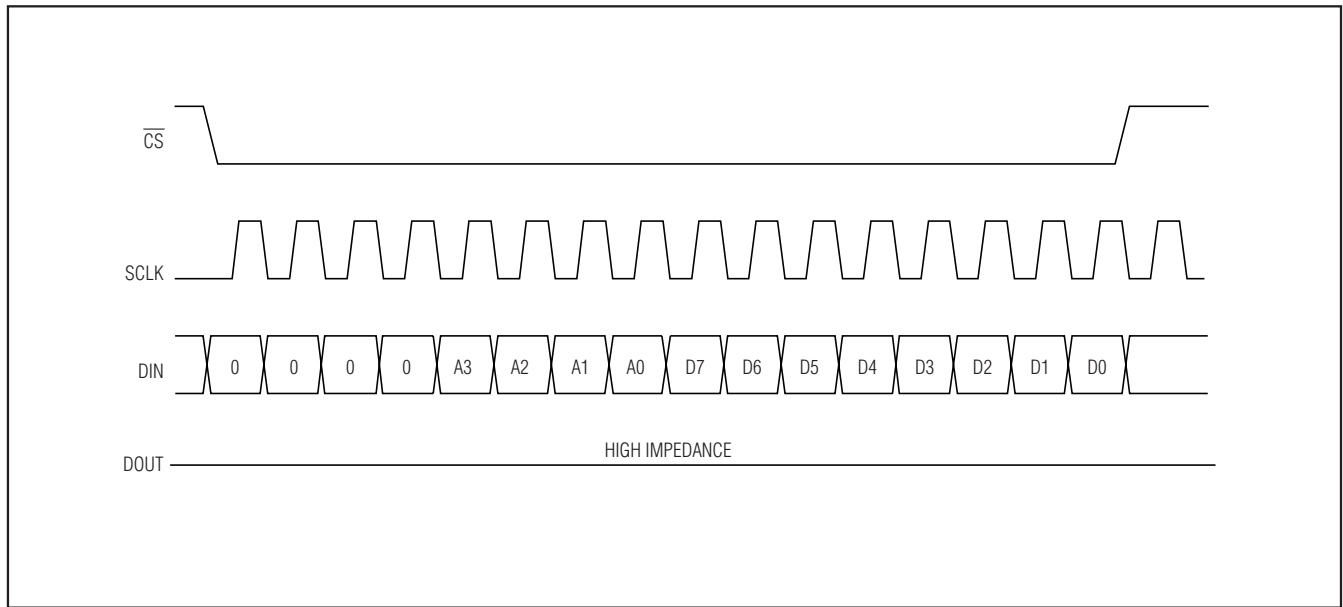 C̅S̅
SCLK
DIN 0 0 0 0 A3 A2 A1 A0 D7 D6 D5 D4 D3 D2 D1 D0
HIGH IMPEDANCE
DOUT